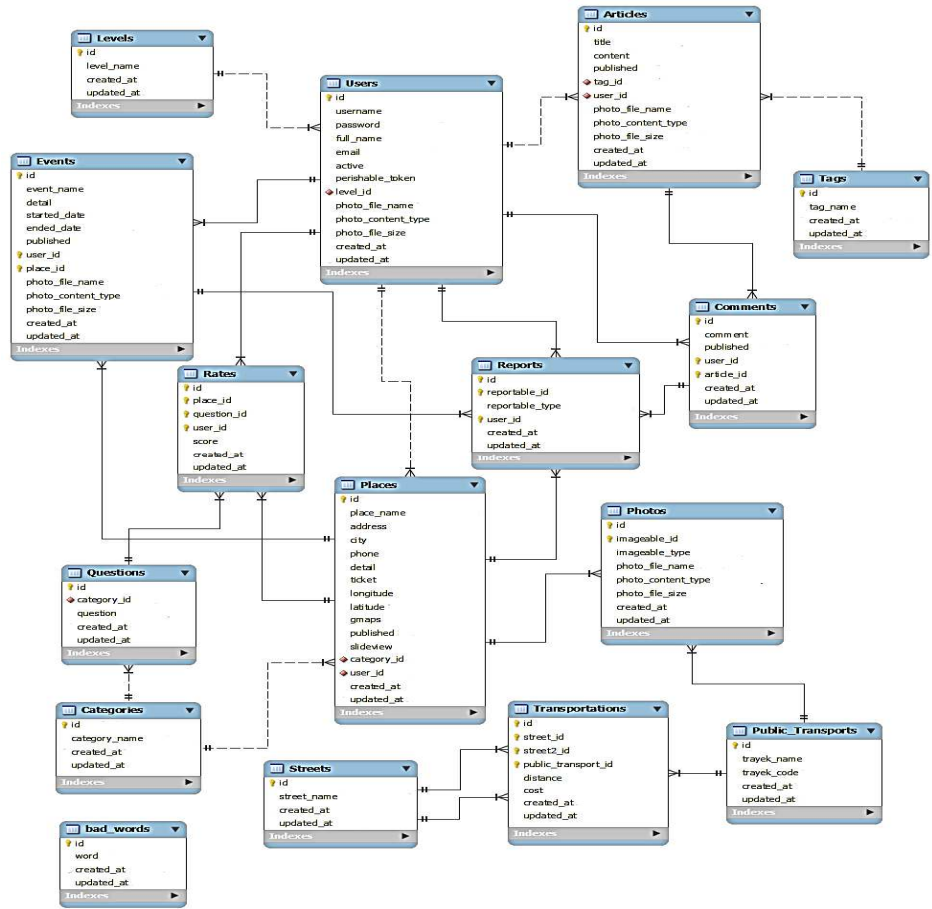 Levels
id
level_name
created_at
updated_at
Indexes
Users
id
username
password
full_name
email
active
perishable_token
level_id
photo_file_name
photo_content_type
photo_file_size
created_at
updated_at
Indexes
Articles
id
title
content
published
tag_id
user_id
photo_file_name
photo_content_type
photo_file_size
created_at
updated_at
Indexes
Tags
id
tag_name
created_at
updated_at
Indexes
Events
id
event_name
detail
started_date
ended_date
published
user_id
place_id
photo_file_name
photo_content_type
photo_file_size
created_at
updated_at
Indexes
Rates
id
place_id
question_id
user_id
score
created_at
updated_at
Indexes
Reports
id
reportable_id
reportable_type
user_id
created_at
updated_at
Indexes
Comments
id
comment
published
user_id
article_id
created_at
updated_at
Indexes
Places
id
place_name
address
city
phone
detail
ticket
longitude
latitude
gmaps
published
slideview
category_id
user_id
created_at
updated_at
Indexes
Photos
id
imageable_id
imageable_type
photo_file_name
photo_content_type
photo_file_size
created_at
updated_at
Indexes
Questions
id
category_id
question
created_at
updated_at
Indexes
Categories
id
category_name
created_at
updated_at
Indexes
Streets
id
street_name
created_at
updated_at
Indexes
Transportations
id
street_id
street2_id
public_transport_id
distance
cost
created_at
updated_at
Indexes
Public_Transports
id
trayek_name
trayek_code
created_at
updated_at
Indexes
bad_words
id
word
created_at
updated_at
Indexes